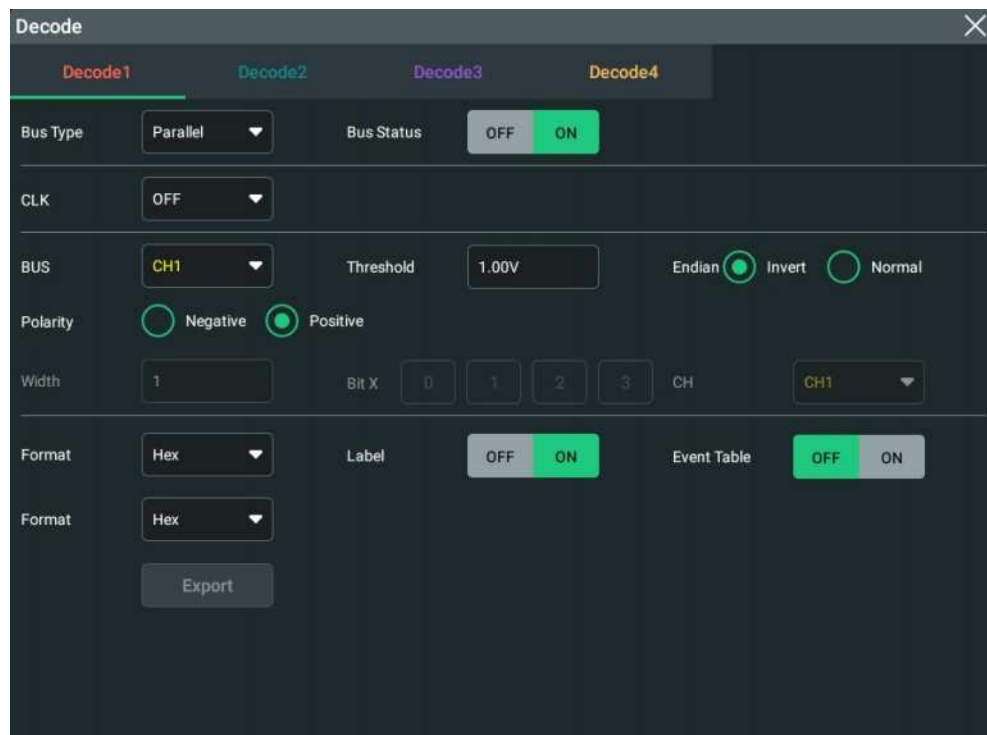 Decode
Decode1 Decode2 Decode3 Decode4
Bus Type Parallel Bus Status OFF ON
CLK OFF
BUS CH1 Threshold 1.00V Endian Invert Normal
Polarity Negative Positive
Width 1 Bit X 0 1 2 3 CH CH1
Format Hex Label OFF ON Event Table OFF ON
Format Hex
Export